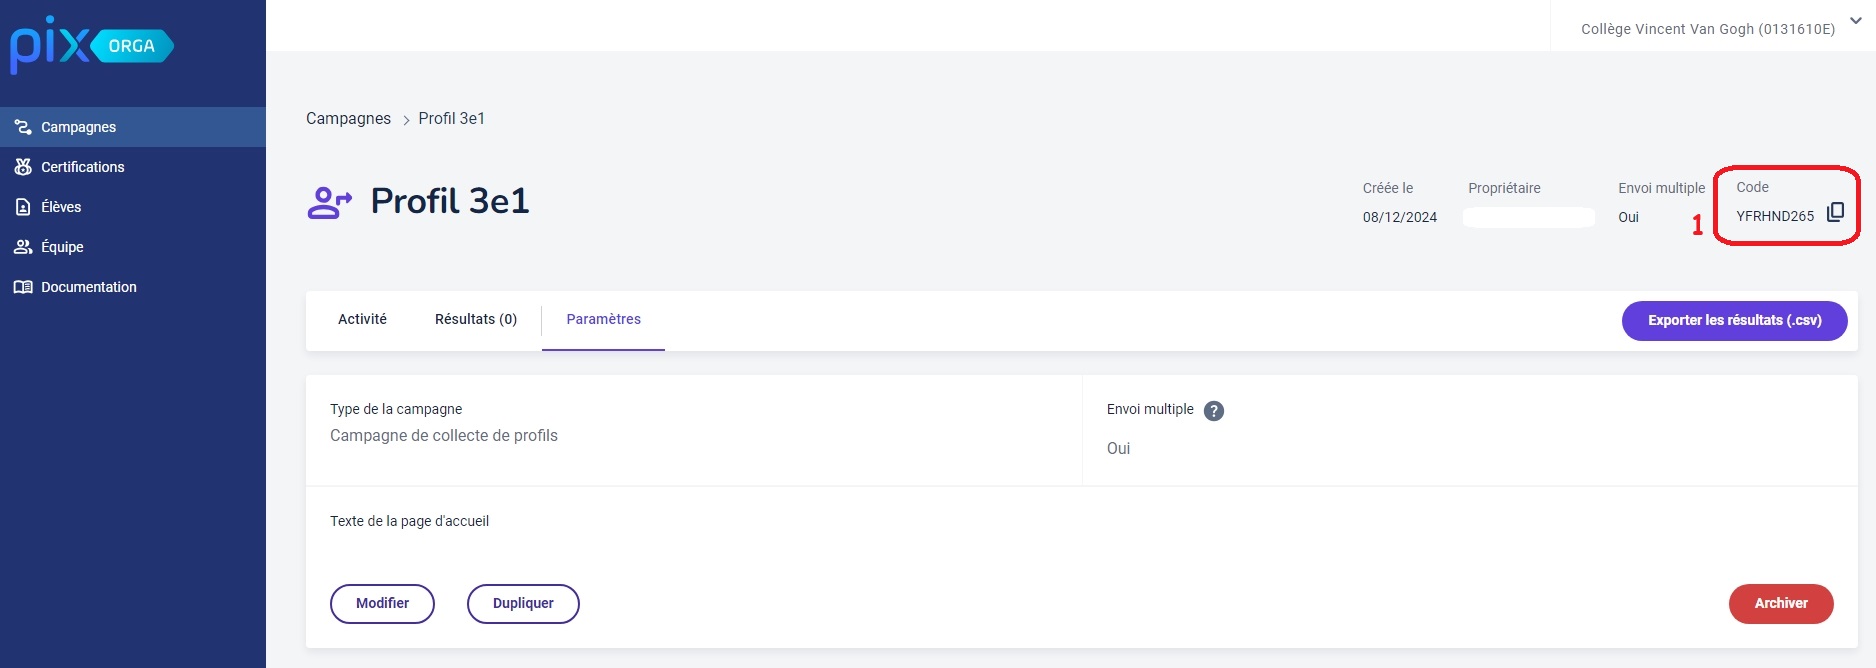 pix ORGA
Collège Vincent Van Gogh (0131610E)
Campagnes
Certifications
Élèves
Équipe
Documentation
Campagnes > Profil 3e1
Profil 3e1
Créée le
08/12/2024
Propriétaire
Envoi multiple
Oui
1
Code
YFRHND265
Activité
Résultats (0)
Paramètres
Exporter les résultats (.csv)
Type de la campagne
Campagne de collecte de profils
Envoi multiple ?
Oui
Texte de la page d'accueil
Modifier
Dupliquer
Archiver